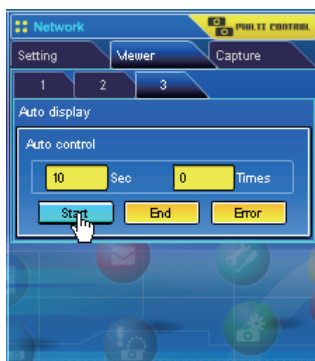 Network MULTI CONTROL
Setting Viewer Capture
1 2 3
Auto display
Auto control
10 Sec 0 Times
Start End Error